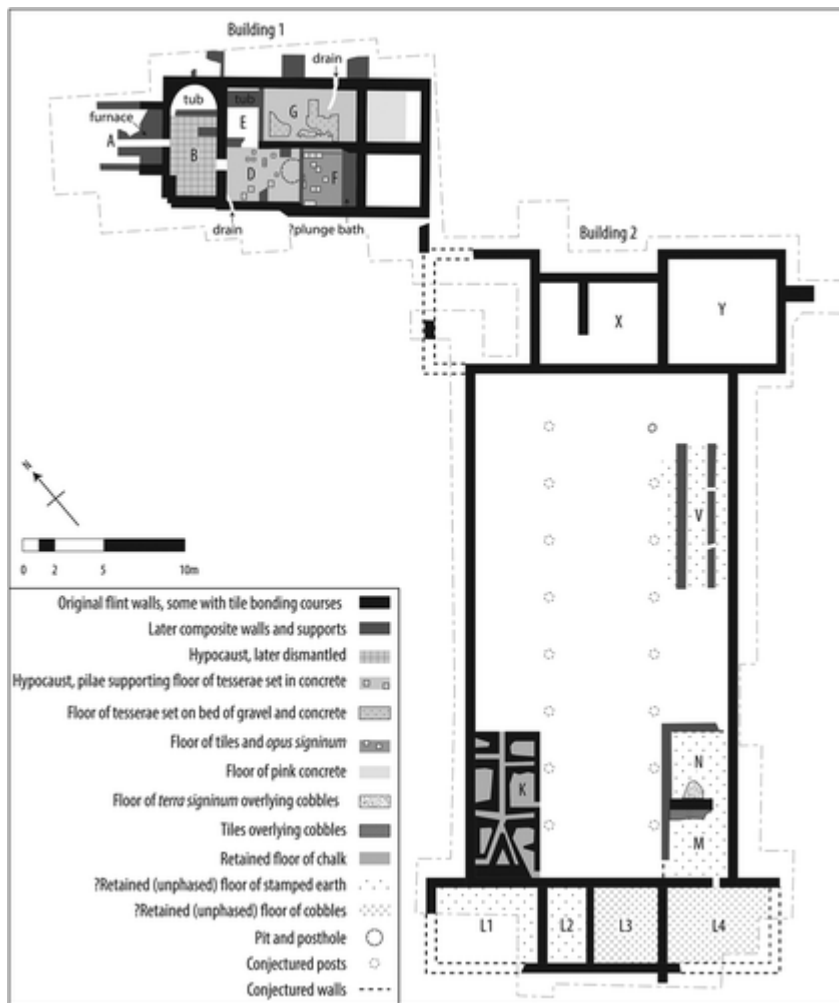 Building 1
drain
tub
tub
furnace
G
A
E
B
D
F
drain
?plunge bath
Building 2
X
Y
N
V
0 2 5 10m
Original flint walls, some with tile bonding courses
Later composite walls and supports
Hypocaust, later dismantled
Hypocaust, pilae supporting floor of tesserae set in concrete
Floor of tesserae set on bed of gravel and concrete
Floor of tiles and opus signinum
Floor of pink concrete
Floor of terra signinum overlying cobbles
Tiles overlying cobbles
Retained floor of chalk
?Retained (unphased) floor of stamped earth
?Retained (unphased) floor of cobbles
Pit and posthole
Conjectured posts
Conjectured walls
N
K
M
L1
L2
L3
L4